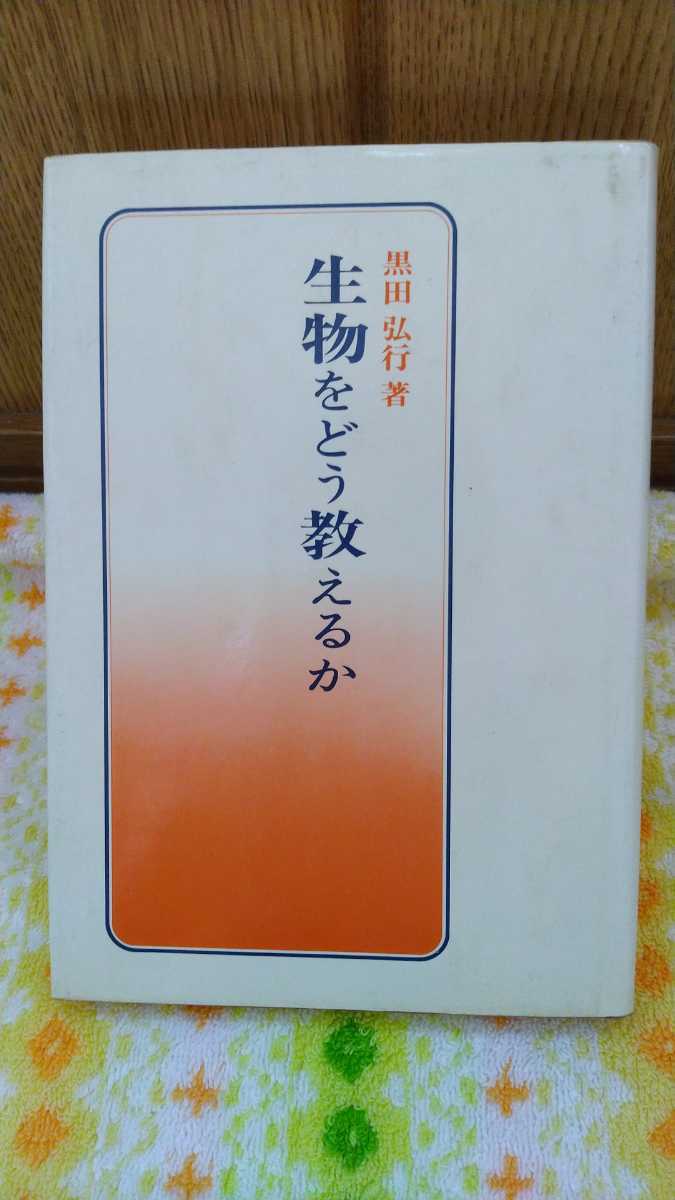 黒田 弘行 著
生物をどう教えるか